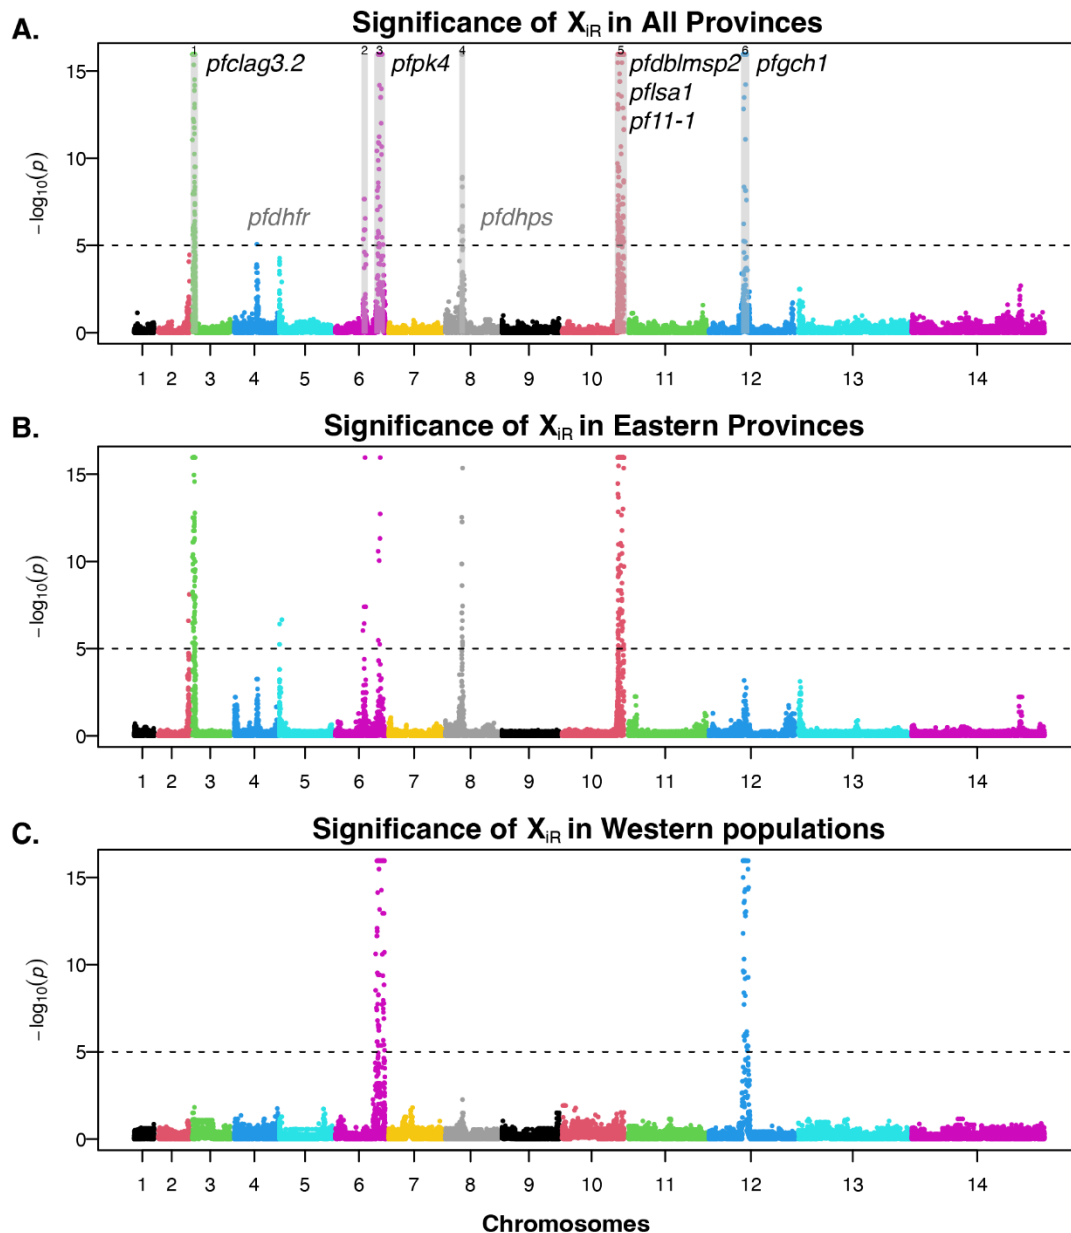 A.
Significance of XiR in All Provinces
1 2 3 4 5 6
pfclag3.2 pfpk4 pfdblmsp2 pfgch1
pflsa1
pf11-1
pfdhfr pfdhps
−log10(p)
15
10
5
0
1 2 3 4 5 6 7 8 9 10 11 12 13 14
B.
Significance of XiR in Eastern Provinces
−log10(p)
15
10
5
0
1 2 3 4 5 6 7 8 9 10 11 12 13 14
C.
Significance of XiR in Western populations
−log10(p)
15
10
5
0
1 2 3 4 5 6 7 8 9 10 11 12 13 14
Chromosomes